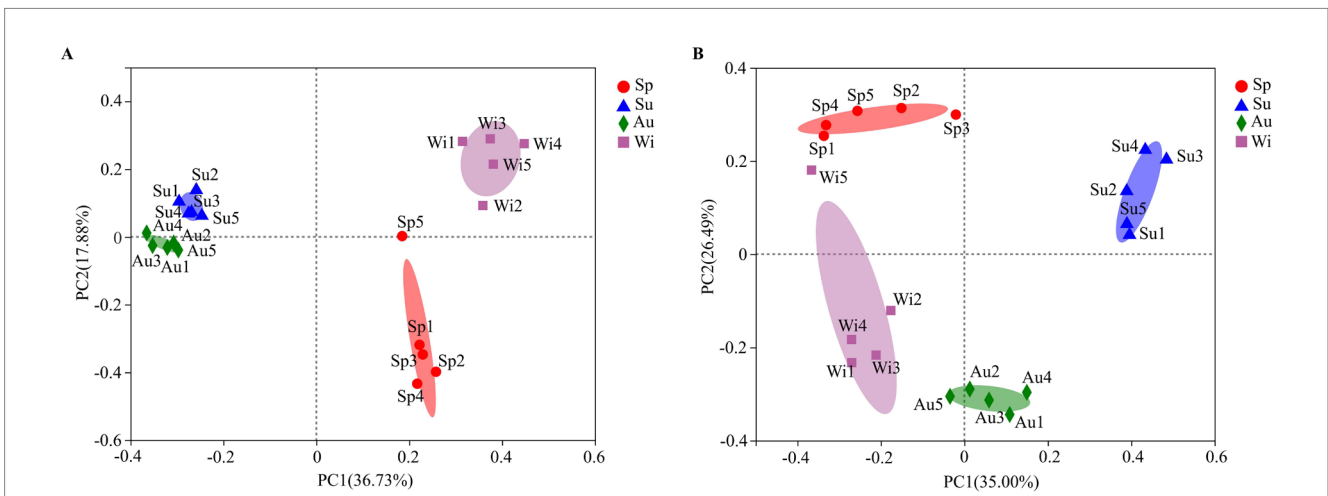 A
B
0.4
0.2
0
-0.2
-0.4
-0.6
-0.4
-0.2
0
0.2
0.4
0.6
PC2(17.88%)
PC1(36.73%)
Su1
Su2
Su3
Su4
Su5
Au4
Au2
Au3
Au1
Au5
Wi1
Wi3
Wi4
Wi5
Wi2
Sp5
Sp1
Sp3
Sp2
Sp4
Sp
Su
Au
Wi
0.4
0.2
0
-0.2
-0.4
-0.4
-0.2
0
0.2
0.4
0.6
PC2(26.49%)
PC1(35.00%)
Sp4
Sp5
Sp2
Sp3
Sp1
Wi5
Su4
Su3
Su2
Su5
Su1
Wi2
Wi4
Wi1
Wi3
Au2
Au4
Au5
Au3
Au1
Sp
Su
Au
Wi